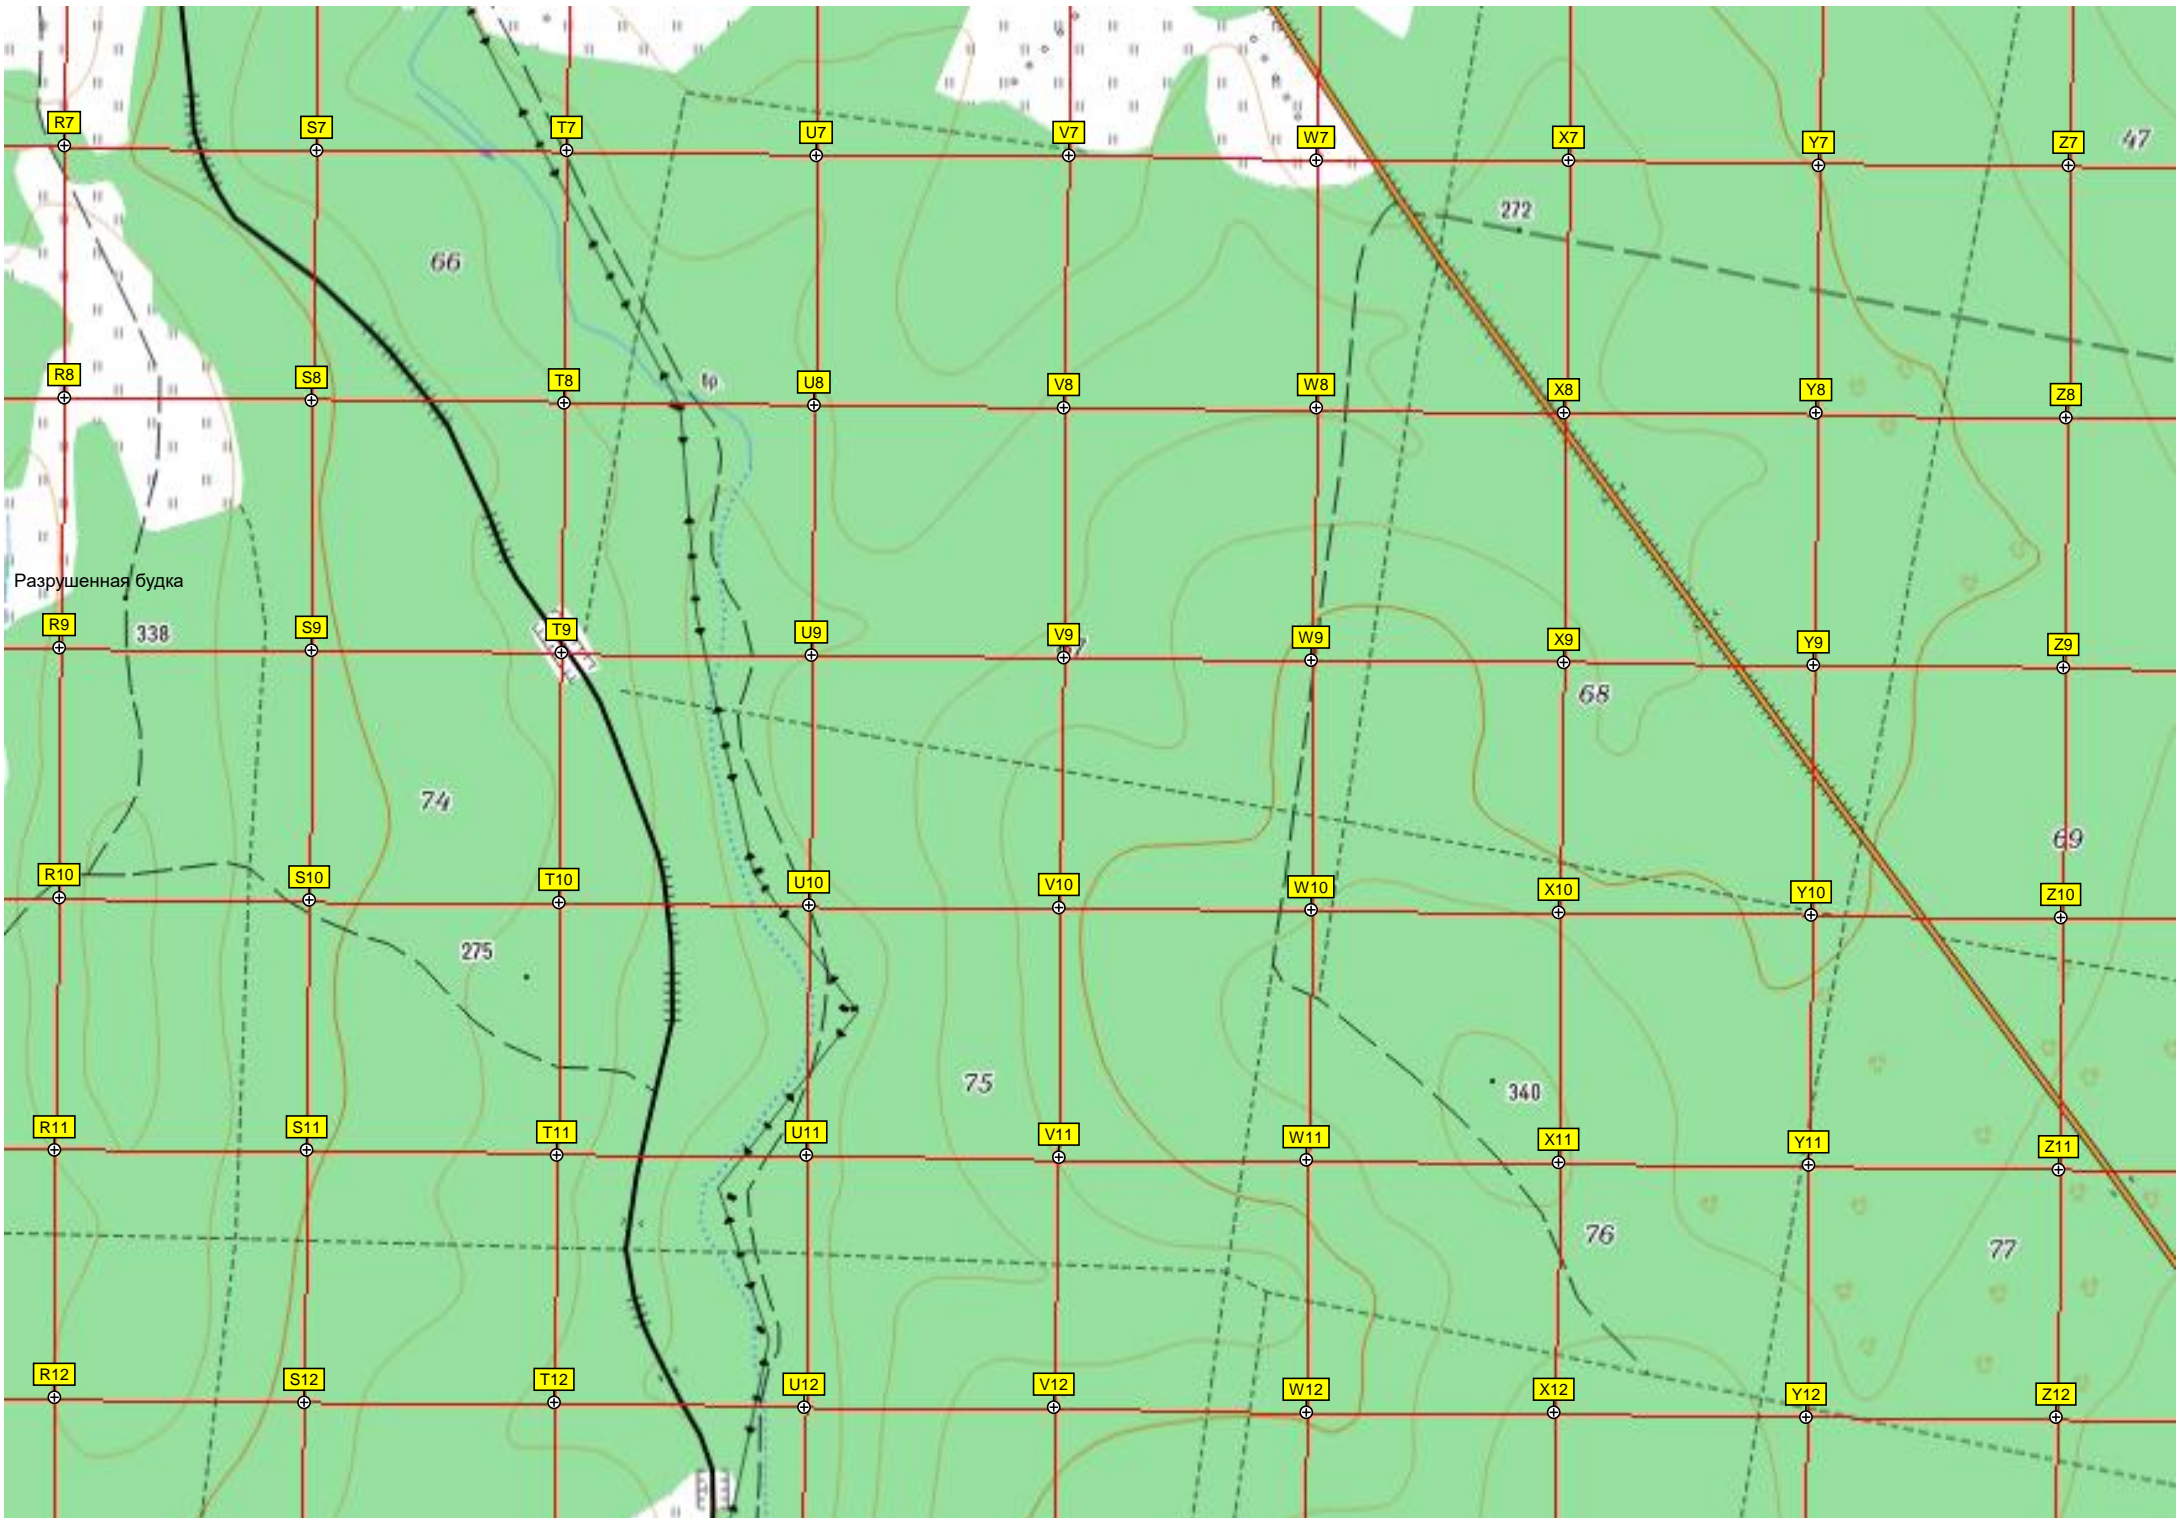 R7 S7 T7 U7 V7 W7 X7 Y7 Z7 47
272
66
бр
R8 S8 T8 U8 V8 W8 X8 Y8 Z8
Разрушенная будка
R9 338 S9 T9 U9 V9 W9 X9 Y9 Z9
68
74
69
R10 S10 T10 U10 V10 W10 X10 Y10 Z10
275
75
340
R11 S11 T11 U11 V11 W11 X11 Y11 Z11
76
77
R12 S12 T12 U12 V12 W12 X12 Y12 Z12